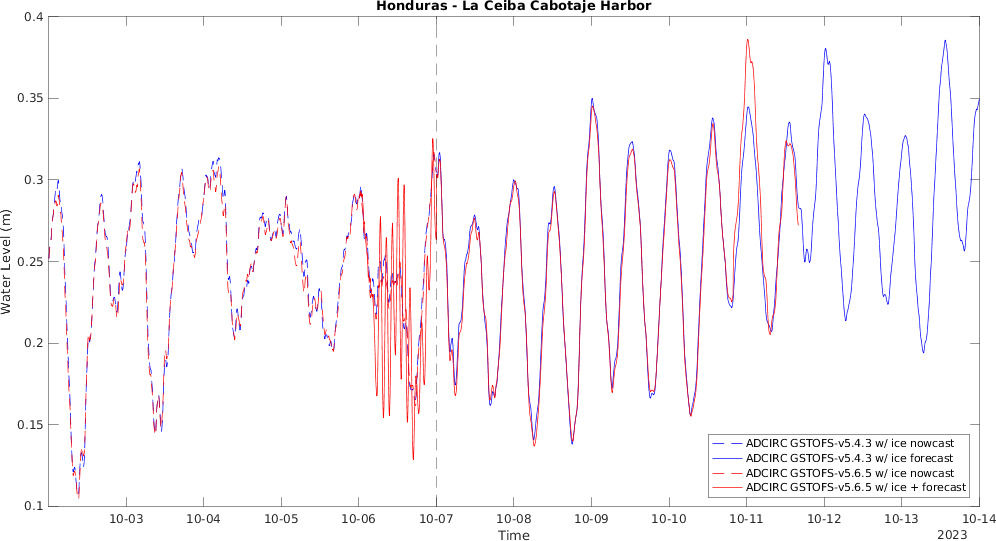 Honduras - La Ceiba Cabotaje Harbor
0.4
0.35
0.3
0.25
0.2
0.15
0.1
Water Level (m)
10-03 10-04 10-05 10-06 10-07 10-08 10-09 10-10 10-11 10-12 10-13 10-14
Time
2023
ADCIRC GSTOFS-v5.4.3 w/ ice nowcast
ADCIRC GSTOFS-v5.4.3 w/ ice forecast
ADCIRC GSTOFS-v5.6.5 w/ ice nowcast
ADCIRC GSTOFS-v5.6.5 w/ ice + forecast